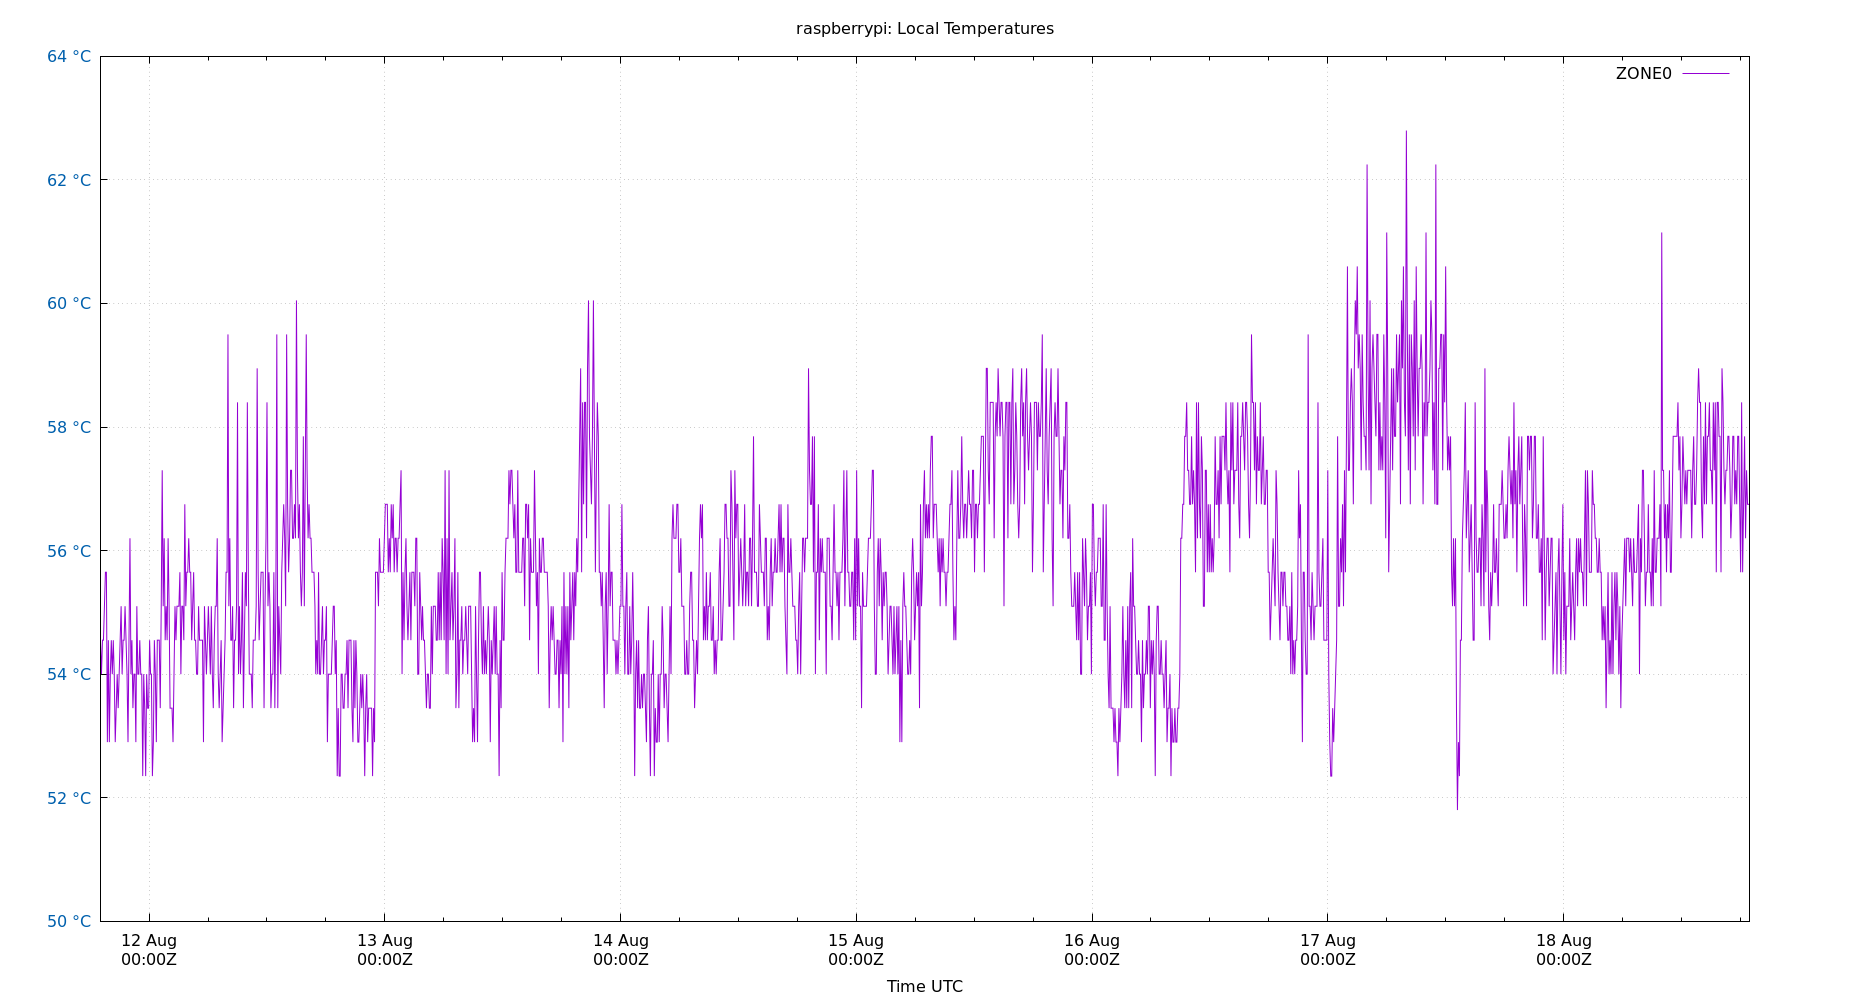 raspberrypi: Local Temperatures
64 °C
ZONE0
62 °C
60 °C
58 °C
56 °C
54 °C
52 °C
50 °C
12 Aug 13 Aug 14 Aug 15 Aug 16 Aug 17 Aug 18 Aug
00:00Z 00:00Z 00:00Z 00:00Z 00:00Z 00:00Z 00:00Z
Time UTC